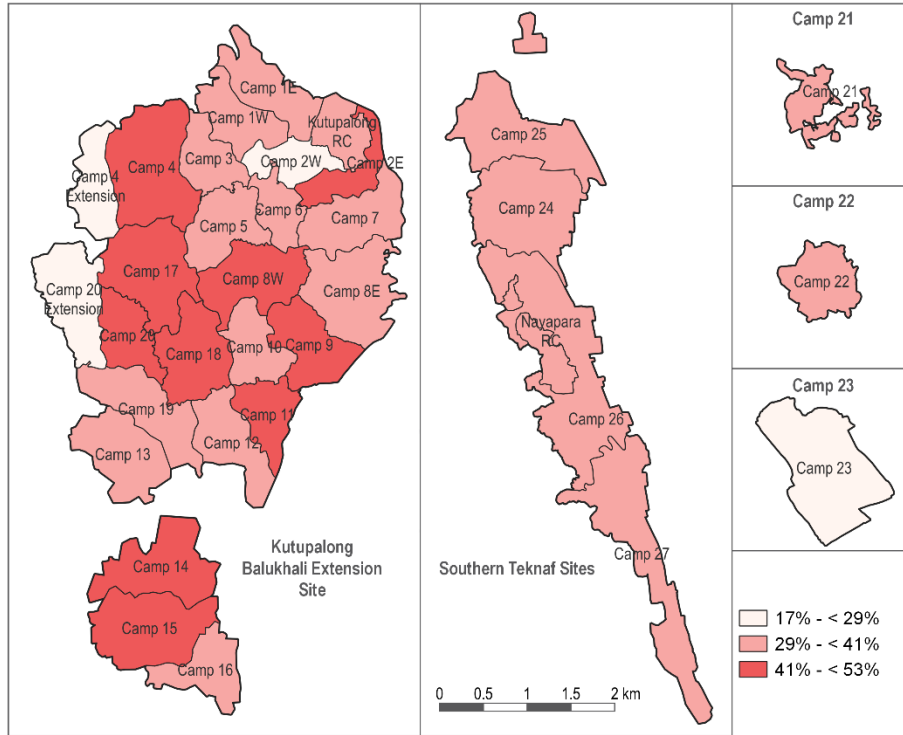 Camp 1E
Camp 1W
Kutupalong
RC
Camp 3
Camp 2W
Camp 2E
Camp 4
Camp 4
Extension
Camp 6
Camp 5
Camp 7
Camp 17
Camp 8W
Camp 8E
Camp 20
Extension
Camp 20
Camp 18
Camp 10
Camp 9
Camp 19
Camp 11
Camp 12
Camp 13
Camp 14
Camp 15
Camp 16
Kutupalong
Balukhali Extension
Site
Camp 25
Camp 24
Nayapara
RC
Camp 26
Camp 27
Southern Teknaf Sites
0 0.5 1 1.5 2 km
Camp 21
Camp 21
Camp 22
Camp 22
Camp 23
Camp 23
17% - < 29%
29% - < 41%
41% - < 53%